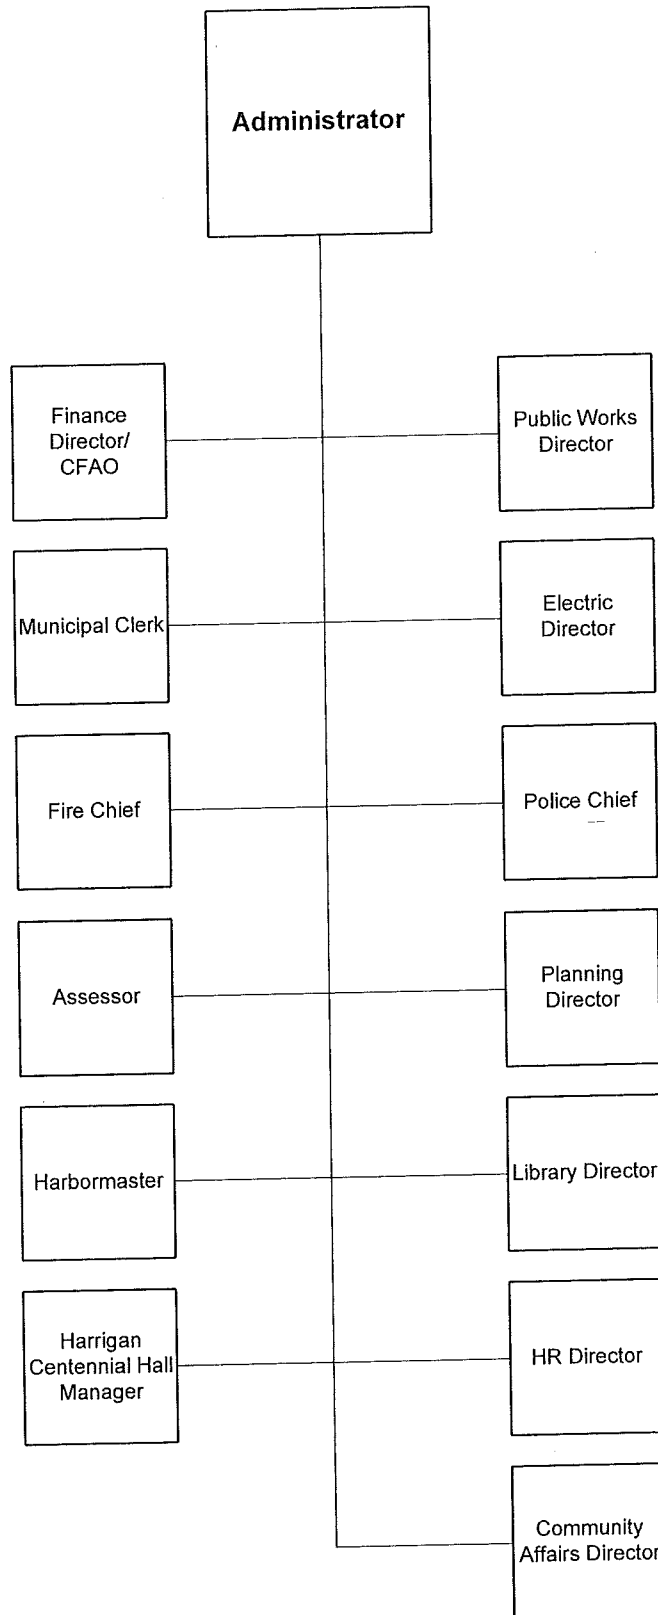 Administrator
Finance
Director/
CFAO
Public Works
Director
Municipal Clerk
Electric
Director
Fire Chief
Police Chief
Assessor
Planning
Director
Harbormaster
Library Director
Harrigan
Centennial Hall
Manager
HR Director
Community
Affairs Director